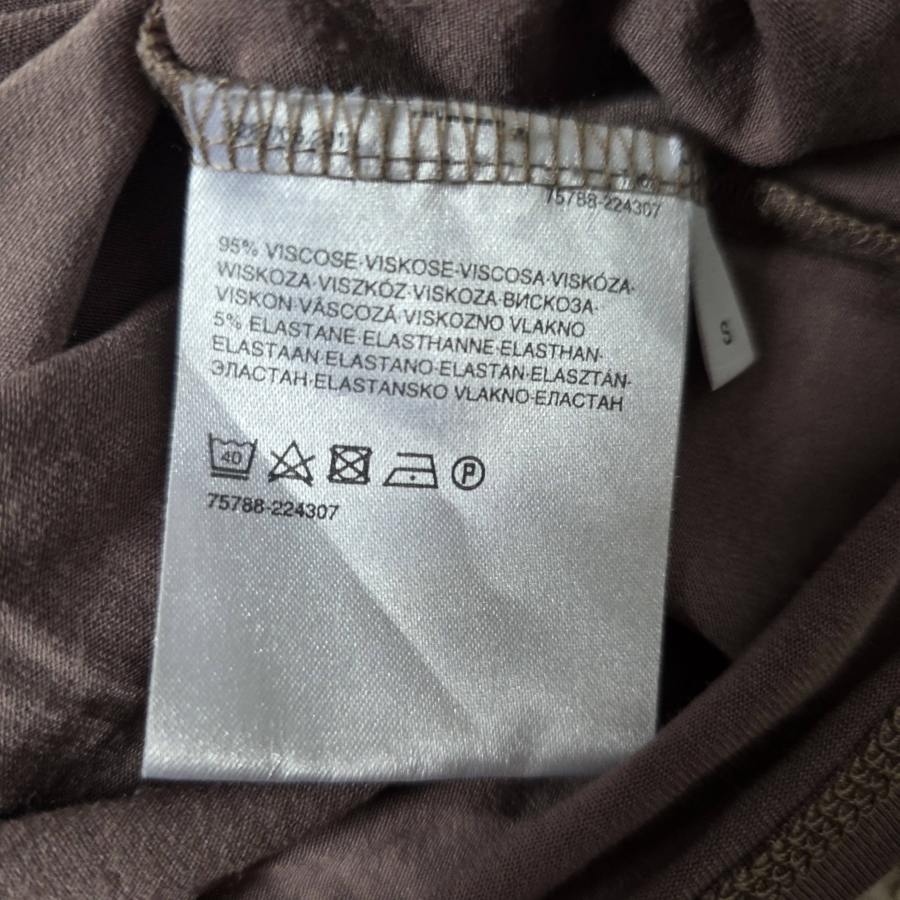 75788-224307
95% VISCOSE·VISKOSE·VISCOSA·VISKÓZA·
WISKOZA·VISZKÓZ·VISKOZA·ВИСКОЗА·
VISKON VÂSCOZĂ·VISKOZNO VLAKNO
5% ELASTANE·ELASTHANNE·ELASTHAN·
ELASTAAN·ELASTANO·ELASTAN·ELASZTÁN·
ЭЛАСТАН·ELASTANSKO VLAKNO·ЕЛАСТАН
40
P
75788-224307
S